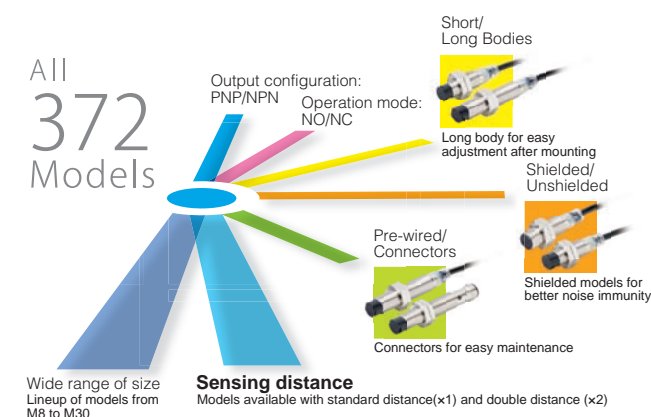 All
372
Models
Output configuration:
PNP/NPN
Operation mode:
NO/NC
Short/
Long Bodies
Long body for easy
adjustment after mounting
Shielded/
Unshielded
Shielded models for
better noise immunity
Pre-wired/
Connectors
Connectors for easy maintenance
Wide range of size
Lineup of models from
M8 to M30
Sensing distance
Models available with standard distance(×1) and double distance (×2)